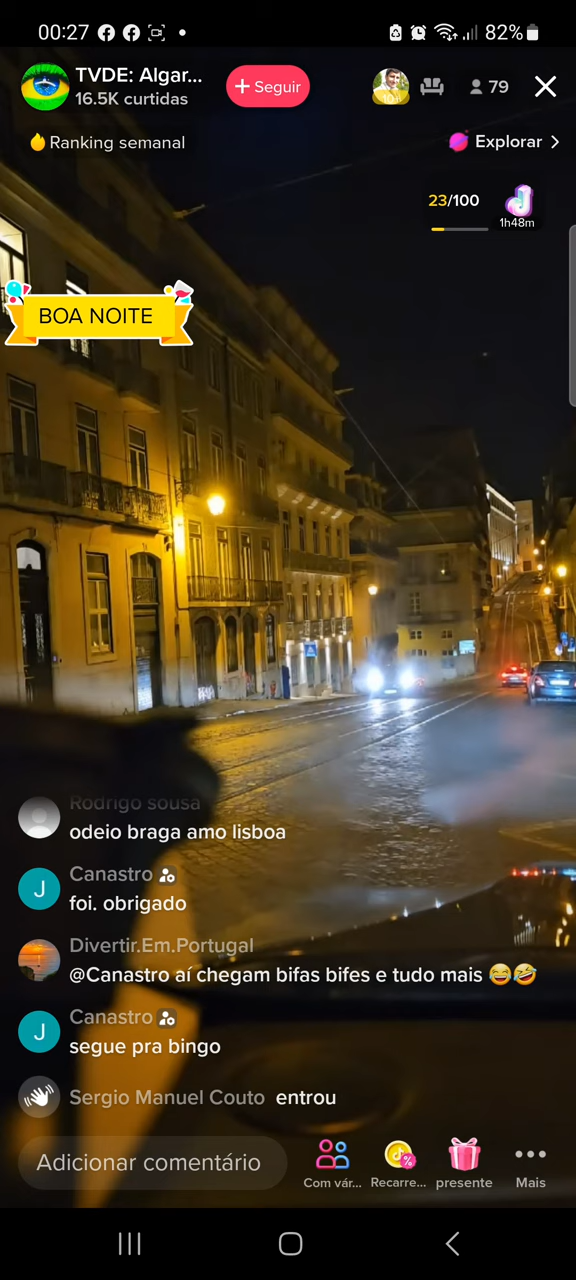 00:27
82%
TVDE: Algar...
16.5K curtidas
+ Seguir
79
Ranking semanal
Explorar >
23/100
1h48m
BOA NOITE
Rodrigo sousa
odeio braga amo lisboa
J
Canastro
foi. obrigado
Divertir.Em.Portugal
@Canastro aí chegam bifas bifes e tudo mais 😂🤣
J
Canastro
segue pra bingo
Sergio Manuel Couto entrou
Adicionar comentário
Com vár...
Recarre...
presente
Mais